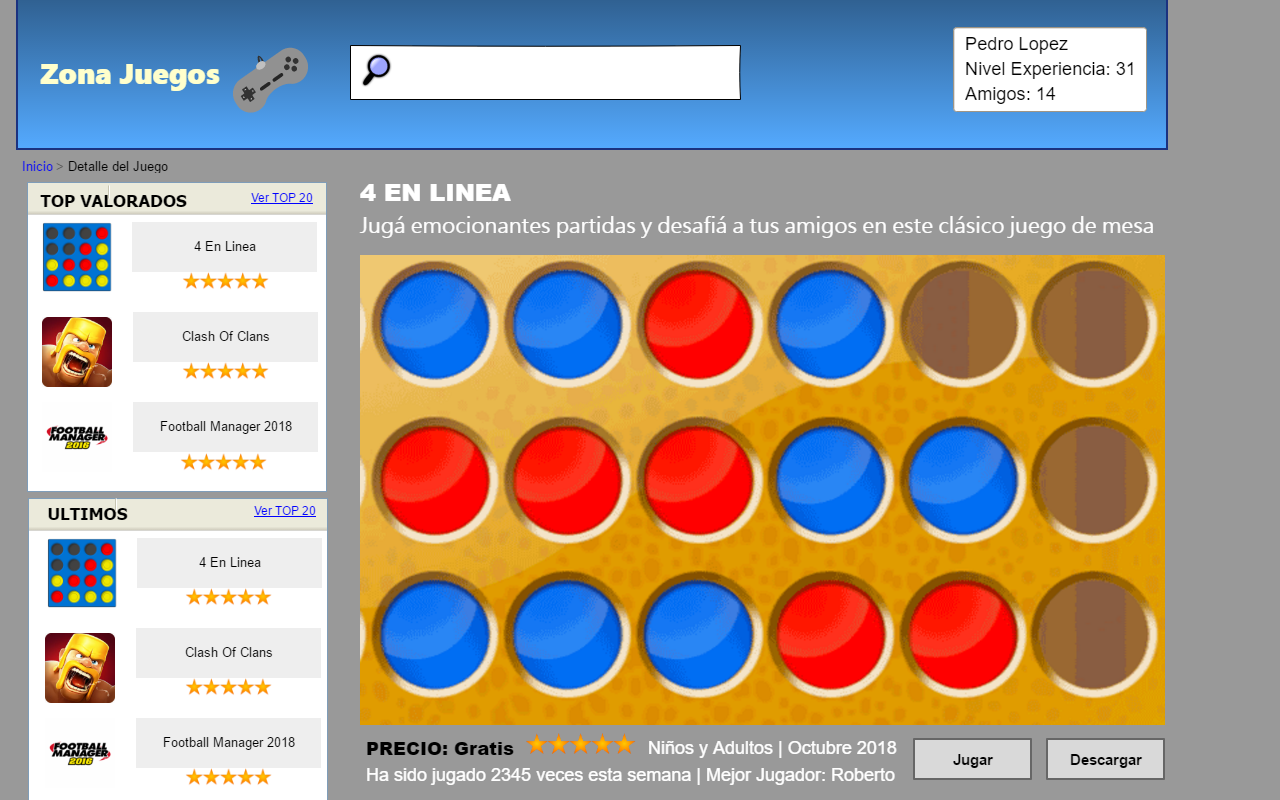 Zona Juegos
Pedro Lopez
Nivel Experiencia: 31
Amigos: 14
Inicio > Detalle del Juego
TOP VALORADOS
Ver TOP 20
4 En Linea
Clash Of Clans
FOOTBALL
MANAGER
2016
Football Manager 2018
ULTIMOS
Ver TOP 20
4 En Linea
Clash Of Clans
FOOTBALL
MANAGER
2016
Football Manager 2018
4 EN LINEA
Jugá emocionantes partidas y desafiá a tus amigos en este clásico juego de mesa
PRECIO: Gratis
Niños y Adultos | Octubre 2018
Ha sido jugado 2345 veces esta semana | Mejor Jugador: Roberto
Jugar
Descargar